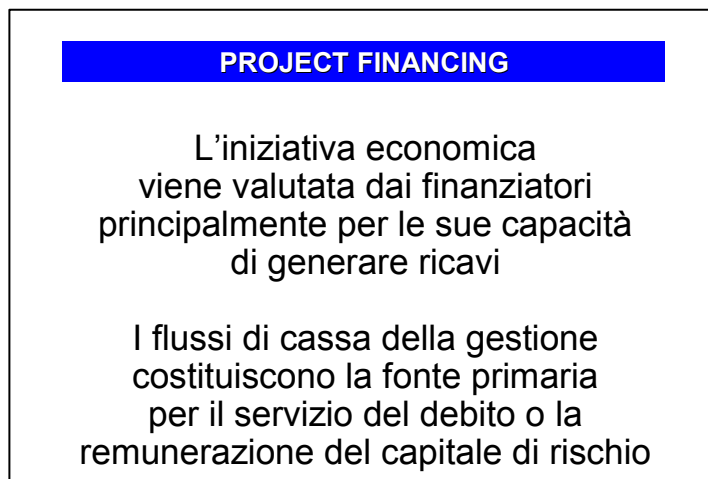 PROJECT FINANCING
L’iniziativa economica
viene valutata dai finanziatori
principalmente per le sue capacità
di generare ricavi
I flussi di cassa della gestione
costituiscono la fonte primaria
per il servizio del debito o la
remunerazione del capitale di rischio